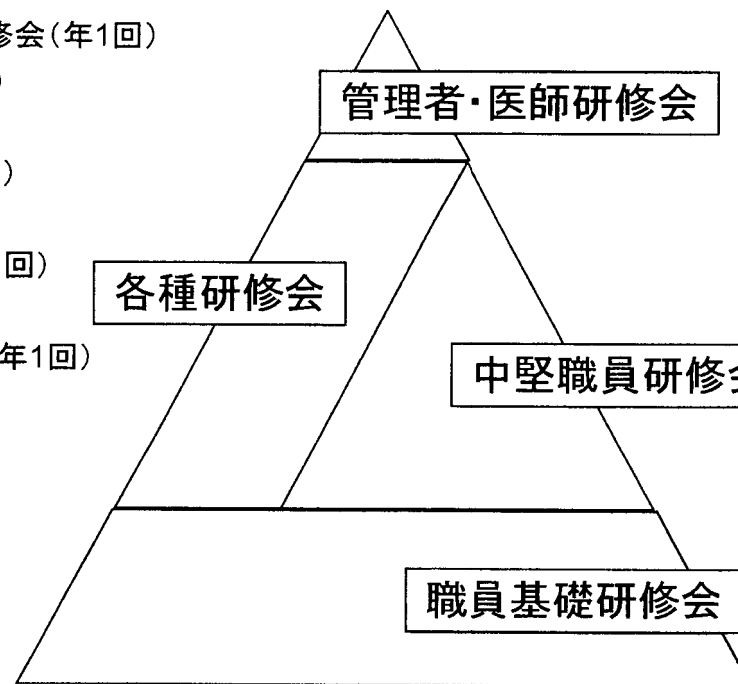 修会(年1回)
)
管理者・医師研修会
)
回)
各種研修会
年1回)
中堅職員研修会
職員基礎研修会